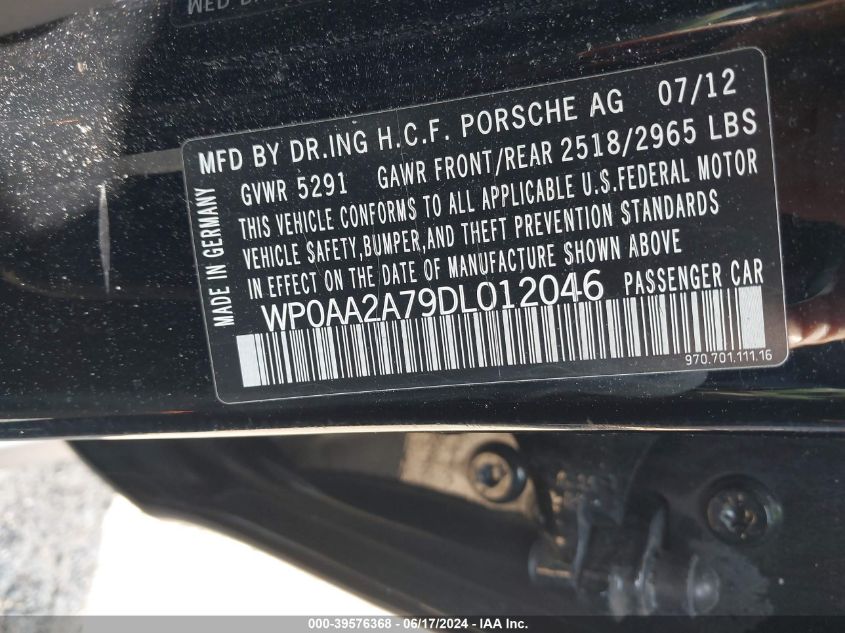 MFD BY DR.ING H.C.F. PORSCHE AG 07/12
GVWR 5291 GAWR FRONT/REAR 2518/2965 LBS
THIS VEHICLE CONFORMS TO ALL APPLICABLE U.S.FEDERAL MOTOR
VEHICLE SAFETY,BUMPER,AND THEFT PREVENTION STANDARDS
IN EFFECT ON THE DATE OF MANUFACTURE SHOWN ABOVE
WP0AA2A79DL012046 PASSENGER CAR
MADE IN GERMANY
970.701.111.16
000-39576368 - 06/17/2024 - IAA Inc.